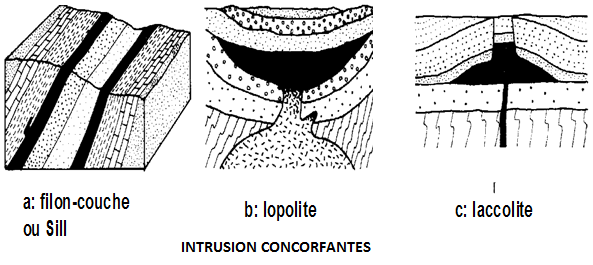 a: filon-couche
ou Sill
b: lopolite
c: laccolite
INTRUSION CONCORFANTES